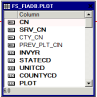 FS_FIADB.PLOT
Column
CN
SRV_CN
CTY_CN
PREV_PLT_CN
INVYR
STATECD
UNITCD
COUNTYCD
PLOT